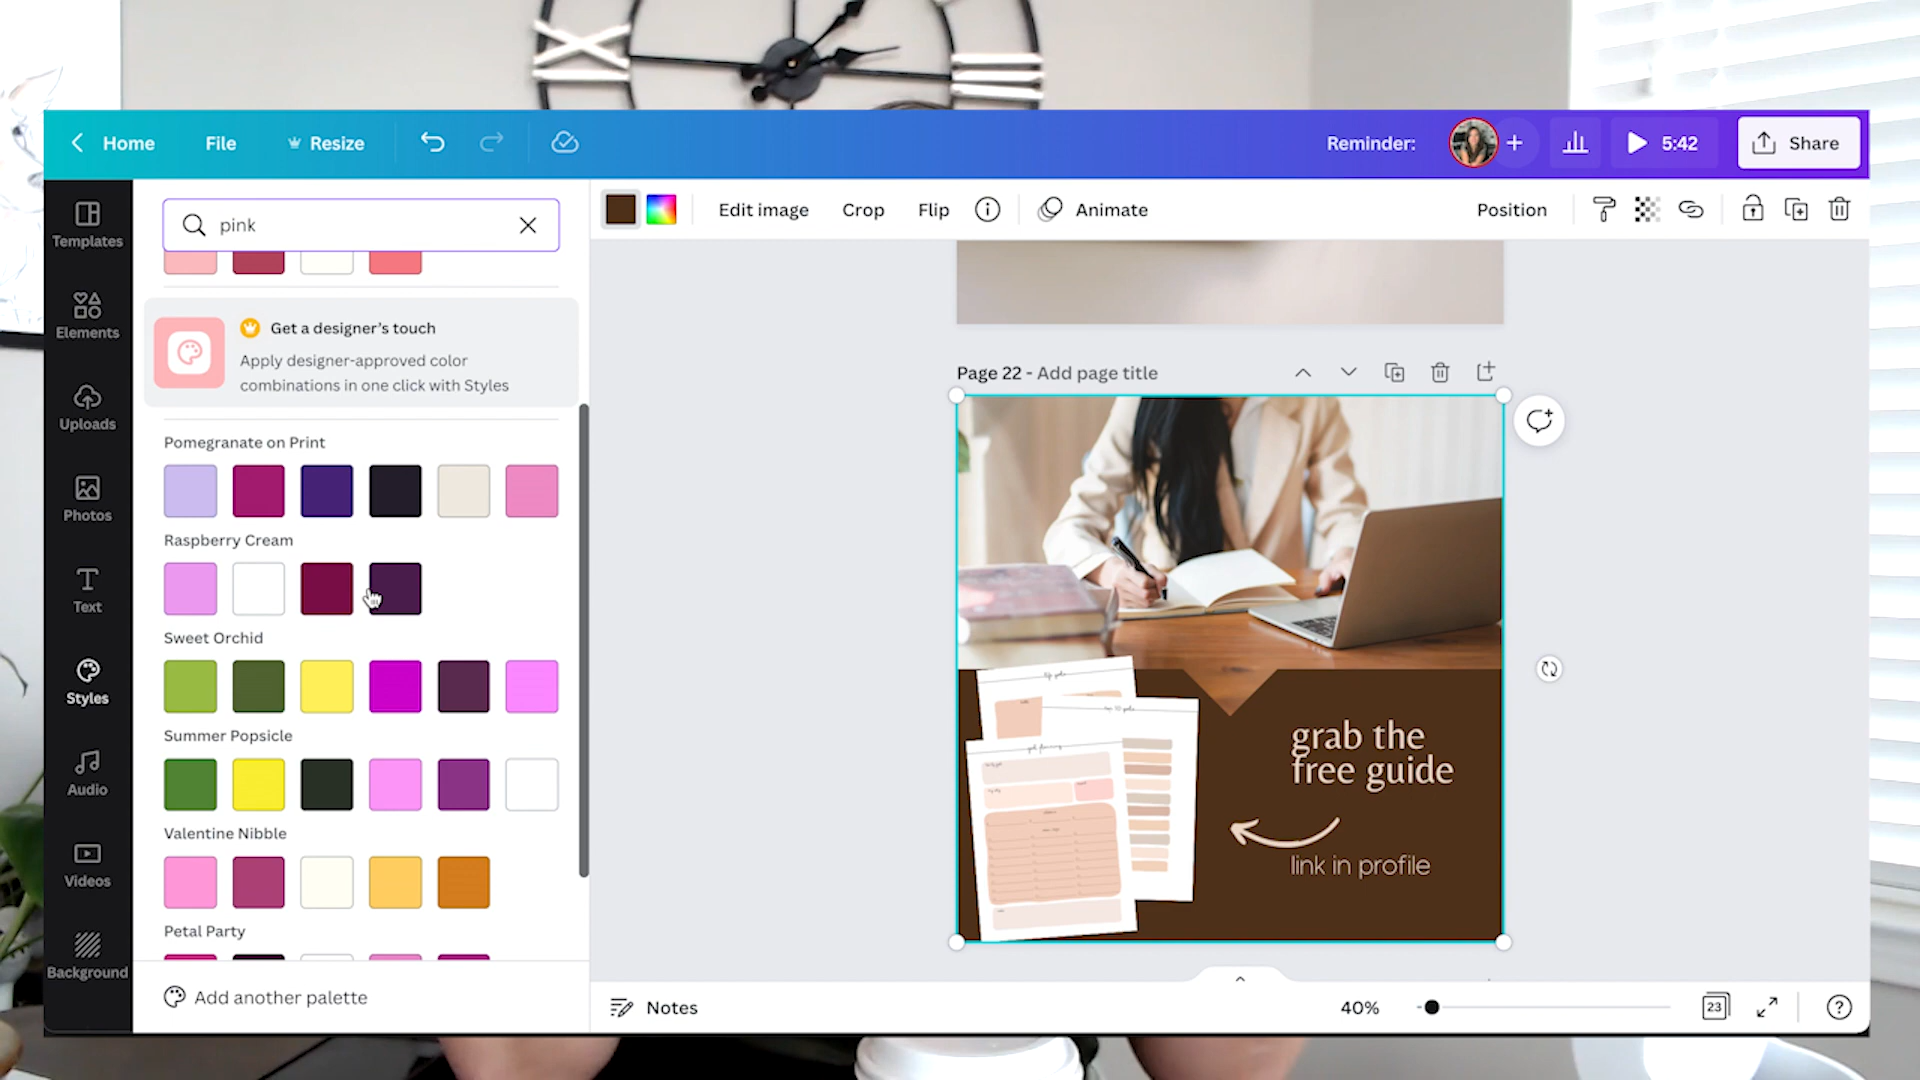 Home File Resize Reminder: 5:42 Share
pink
Edit image Crop Flip Animate Position
Templates
Elements
Uploads
Photos
Text
Styles
Audio
Videos
Background
Get a designer's touch
Apply designer-approved color
combinations in one click with Styles
Pomegranate on Print
Raspberry Cream
Sweet Orchid
Summer Popsicle
Valentine Nibble
Petal Party
Add another palette
Page 22 - Add page title
grab the
free guide
link in profile
Notes 40% 23